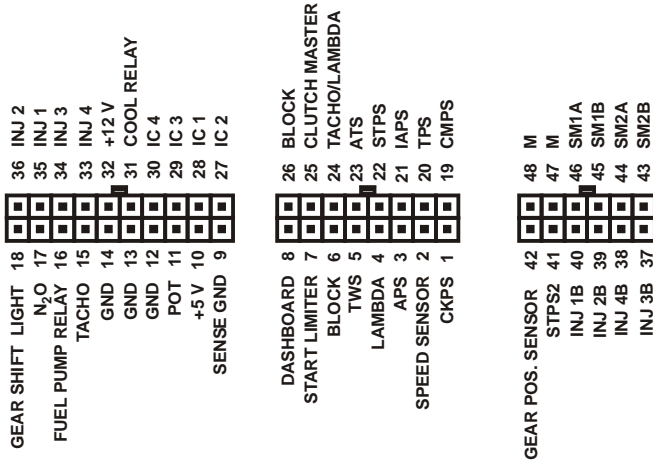 36 INJ 2
35 INJ 1
34 INJ 3
33 INJ 4
32 +12 V
31 COOL RELAY
30 IC 4
29 IC 3
28 IC 1
27 IC 2
GEAR SHIFT LIGHT 18
N2O 17
FUEL PUMP RELAY 16
TACHO 15
GND 14
GND 13
GND 12
POT 11
+5 V 10
SENSE GND 9
26 BLOCK
25 CLUTCH MASTER
24 TACHO/LAMBDA
23 ATS
22 STPS
21 IAPS
20 TPS
19 CMPS
DASHBOARD 8
START LIMITER 7
BLOCK 6
TWS 5
LAMBDA 4
APS 3
SPEED SENSOR 2
CKPS 1
48 M
47 M
46 SM1A
45 SM1B
44 SM2A
43 SM2B
GEAR POS. SENSOR 42
STPS2 41
INJ 1B 40
INJ 2B 39
INJ 4B 38
INJ 3B 37